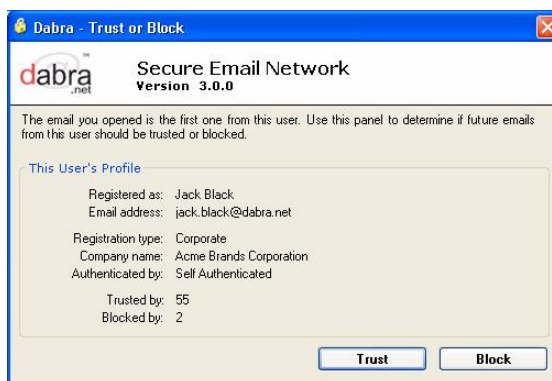 Dabra - Trust or Block
dabra
.net
™
Secure Email Network
Version 3.0.0
The email you opened is the first one from this user. Use this panel to determine if future emails
from this user should be trusted or blocked.
This User's Profile
Registered as: Jack Black
Email address: jack.black@dabra.net
Registration type: Corporate
Company name: Acme Brands Corporation
Authenticated by: Self Authenticated
Trusted by: 55
Blocked by: 2
Trust Block